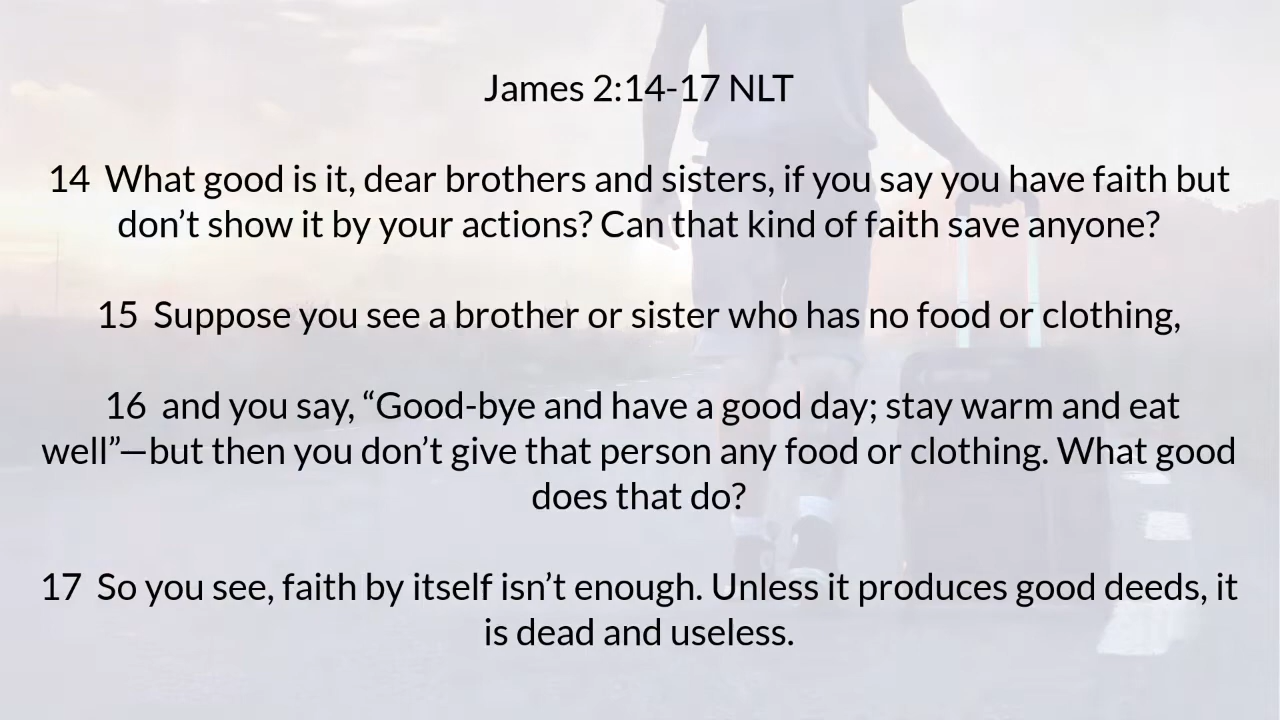 James 2:14-17 NLT
14  What good is it, dear brothers and sisters, if you say you have faith but
don’t show it by your actions? Can that kind of faith save anyone?
15  Suppose you see a brother or sister who has no food or clothing,
16  and you say, “Good-bye and have a good day; stay warm and eat
well”—but then you don’t give that person any food or clothing. What good
does that do?
17  So you see, faith by itself isn’t enough. Unless it produces good deeds, it
is dead and useless.